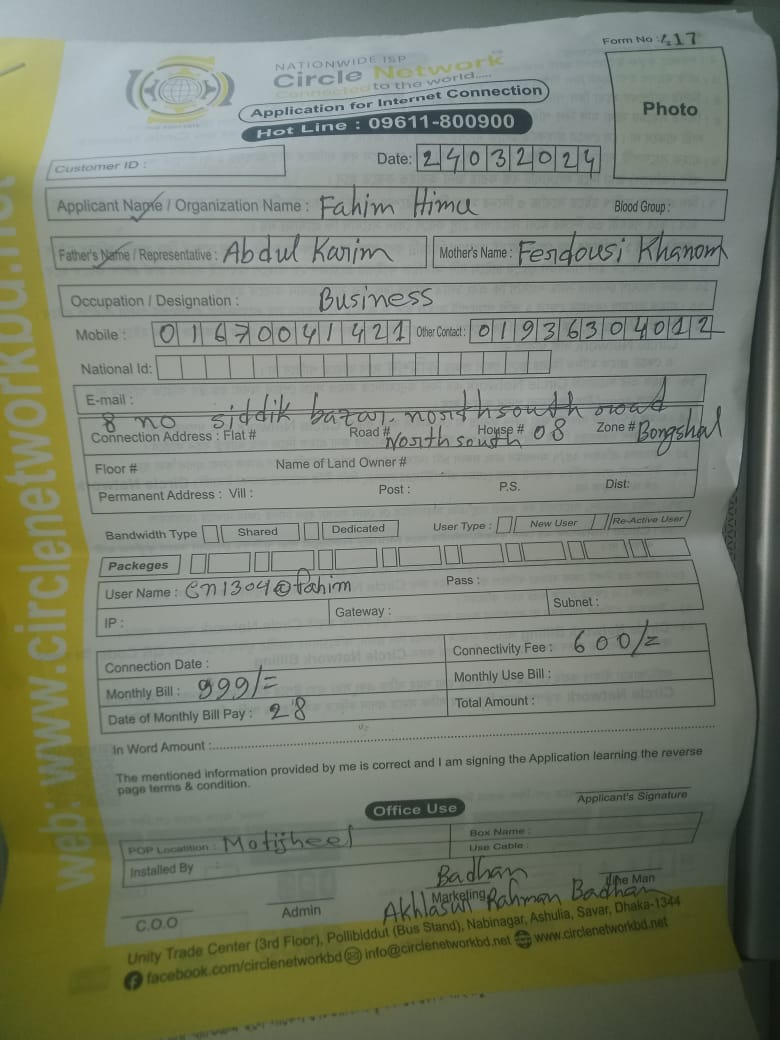 Form No : 417
NATIONWIDE ISP
Circle Network
Connected to the world.....
Application for Internet Connection
Hot Line : 09611-800900
Photo
Customer ID :
Date: 24032024
Applicant Name / Organization Name : Fahim Himu Blood Group :
Father's Name / Representative : Abdul Karim Mother's Name : Ferdousi Khanom
Occupation / Designation : Business
Mobile : 01670041421 Other Contact : 01936304012
National Id:
E-mail :
8 no siddik bazar, north south road
Connection Address : Flat # Road # North south House # 08 Zone # Bongshal
Floor # Name of Land Owner #
Permanent Address : Vill : Post : P.S. Dist:
Bandwidth Type Shared Dedicated User Type : New User Re-Active User
Packeges
User Name : cn1304@fahim Pass :
IP : Gateway : Subnet :
Connection Date : Connectivity Fee : 600/=
Monthly Bill : 999/= Monthly Use Bill :
Date of Monthly Bill Pay : 28 Total Amount :
In Word Amount :
The mentioned information provided by me is correct and I am signing the Application learning the reverse
page terms & condition.
Applicant's Signature
Office Use
POP Locatition : Motijheel Box Name :
Installed By Use Cable :
Badhan
C.O.O Admin Marketing Line Man
Akhlasur Rahman Badhan
Unity Trade Center (3rd Floor), Pollibiddut (Bus Stand), Nabinagar, Ashulia, Savar, Dhaka-1344
facebook.com/circlenetworkbd info@circlenetworkbd.net www.circlenetworkbd.net
web: www.circlenetworkbd.net